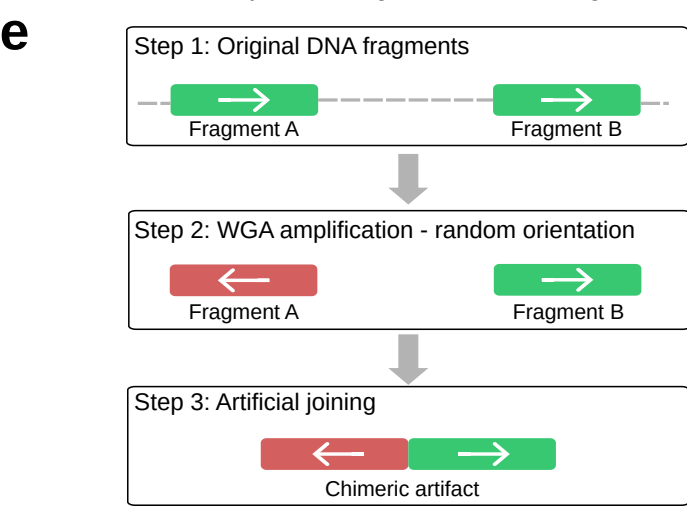 e
Step 1: Original DNA fragments
Fragment A
Fragment B
Step 2: WGA amplification - random orientation
Fragment A
Fragment B
Step 3: Artificial joining
Chimeric artifact